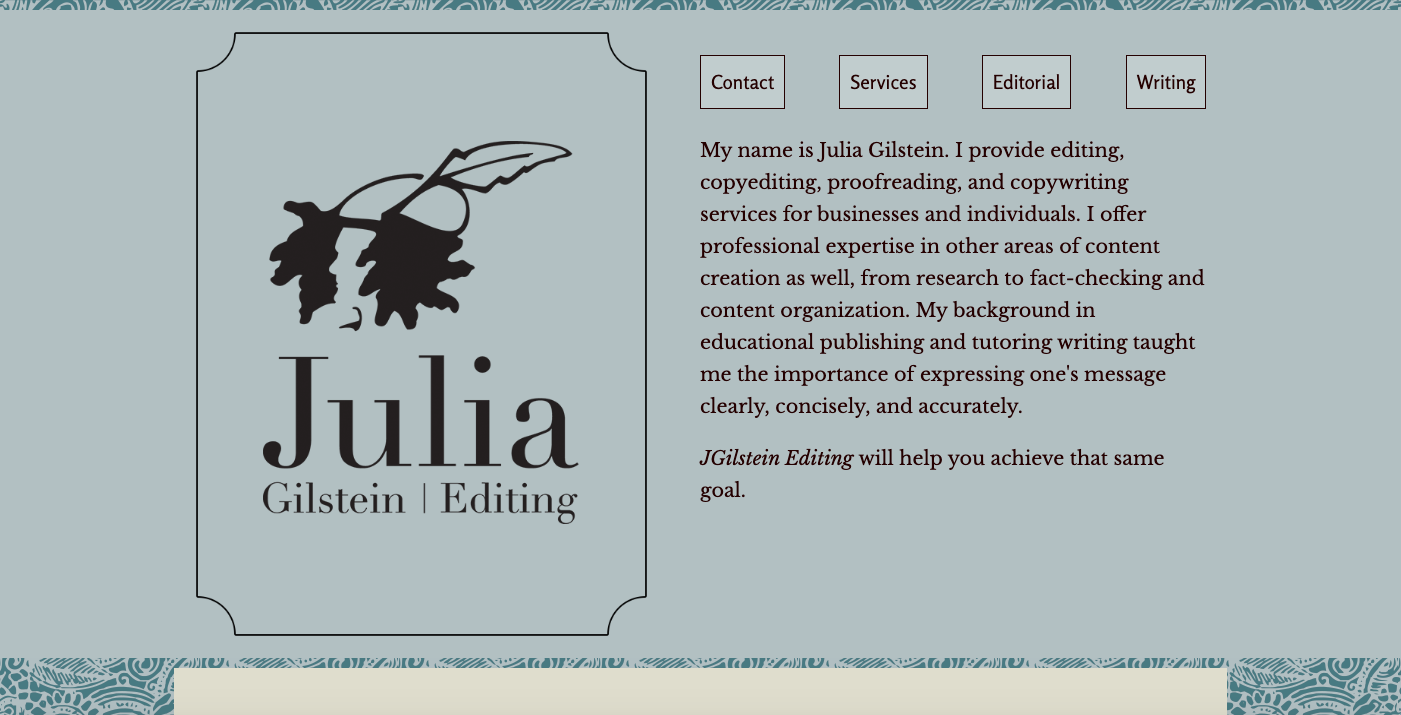 Contact
Services
Editorial
Writing
Julia
Gilstein | Editing
My name is Julia Gilstein. I provide editing,
copyediting, proofreading, and copywriting
services for businesses and individuals. I offer
professional expertise in other areas of content
creation as well, from research to fact-checking and
content organization. My background in
educational publishing and tutoring writing taught
me the importance of expressing one's message
clearly, concisely, and accurately.
JGilstein Editing will help you achieve that same
goal.